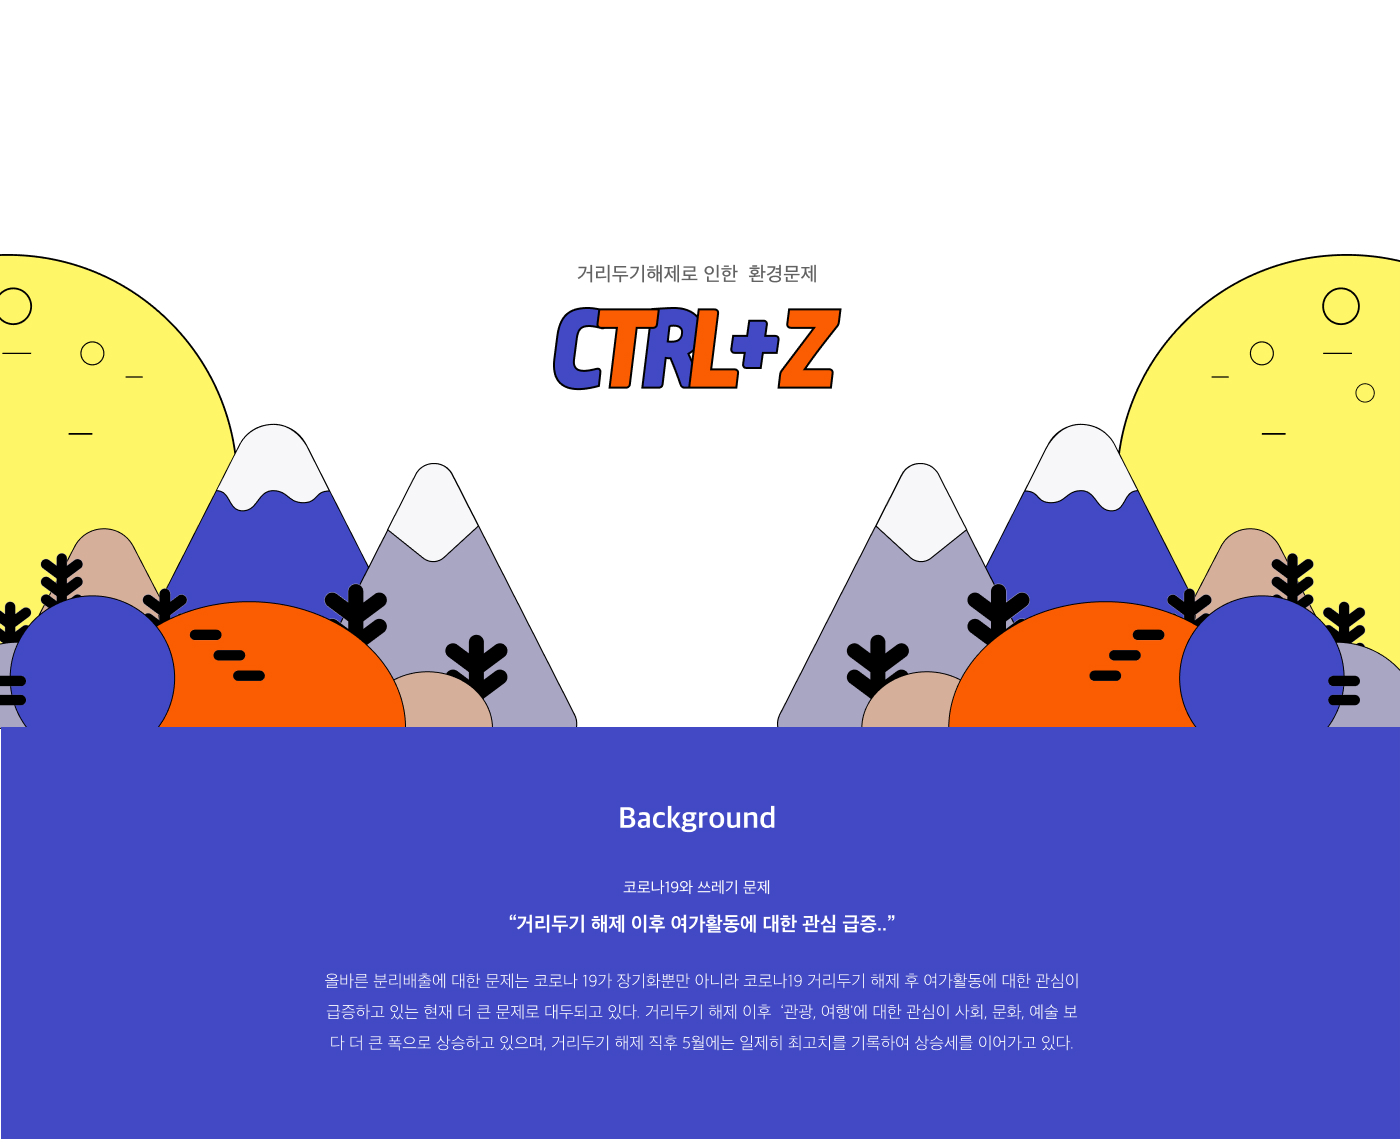 거리두기해제로 인한 환경문제
CTRL+Z
Background
코로나19와 쓰레기 문제
“거리두기 해제 이후 여가활동에 대한 관심 급증..”
올바른 분리배출에 대한 문제는 코로나 19가 장기화뿐만 아니라 코로나19 거리두기 해제 후 여가활동에 대한 관심이
급증하고 있는 현재 더 큰 문제로 대두되고 있다. 거리두기 해제 이후 ‘관광, 여행’에 대한 관심이 사회, 문화, 예술 보
다 더 큰 폭으로 상승하고 있으며, 거리두기 해제 직후 5월에는 일제히 최고치를 기록하여 상승세를 이어가고 있다.